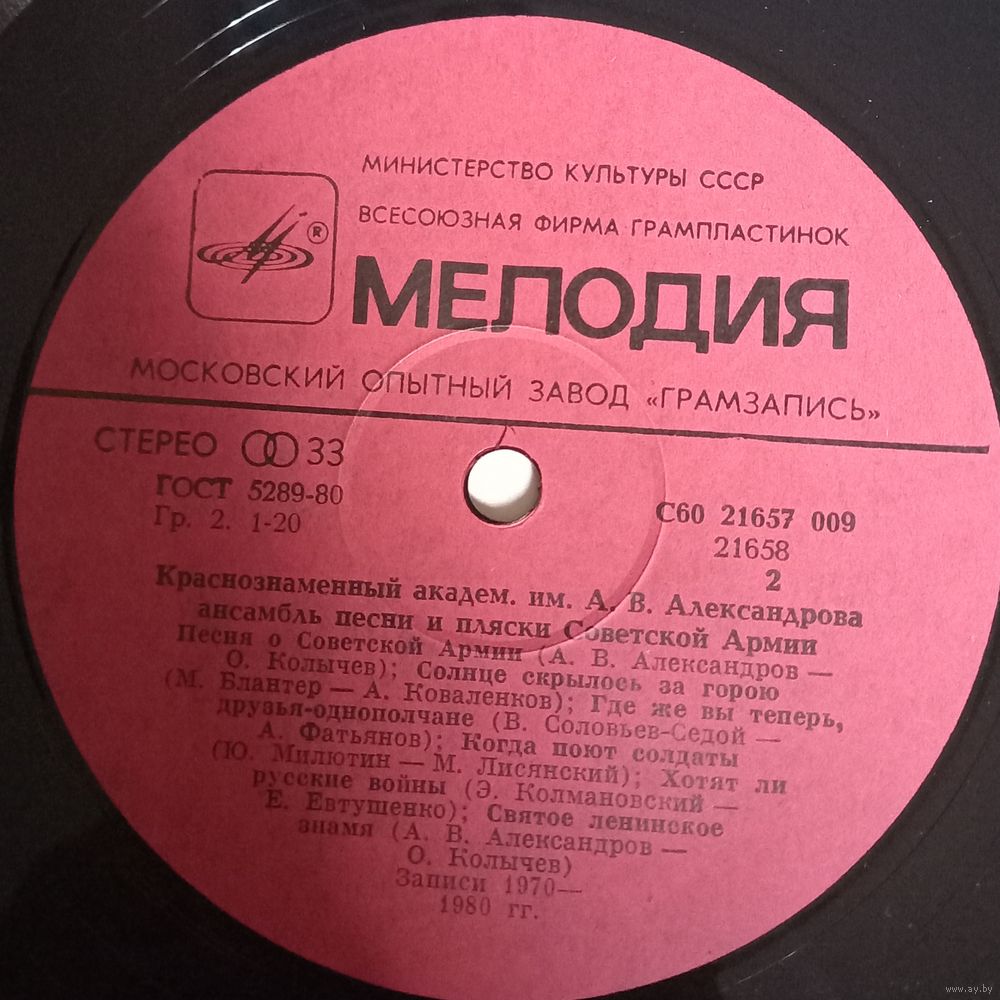 МИНИСТЕРСТВО КУЛЬТУРЫ СССР
ВСЕСОЮЗНАЯ ФИРМА ГРАМПЛАСТИНОК
®
МЕЛОДИЯ
МОСКОВСКИЙ ОПЫТНЫЙ ЗАВОД «ГРАМЗАПИСЬ»
СТЕРЕО 33
ГОСТ 5289-80
Гр. 2. 1-20
С60 21657 009
21658
2
Краснознаменный академ. им. А. В. Александрова
ансамбль песни и пляски Советской Армии
Песня о Советской Армии (А. В. Александров —
О. Колычев); Солнце скрылось за горою
(М. Блантер — А. Коваленков); Где же вы теперь,
друзья-однополчане (В. Соловьев-Седой —
А. Фатьянов); Когда поют солдаты
(Ю. Милютин — М. Лисянский); Хотят ли
русские войны (Э. Колмановский —
Е. Евтушенко); Святое ленинское
знамя (А. В. Александров —
О. Колычев)
Записи 1970—
1980 гг.
www.ay.by